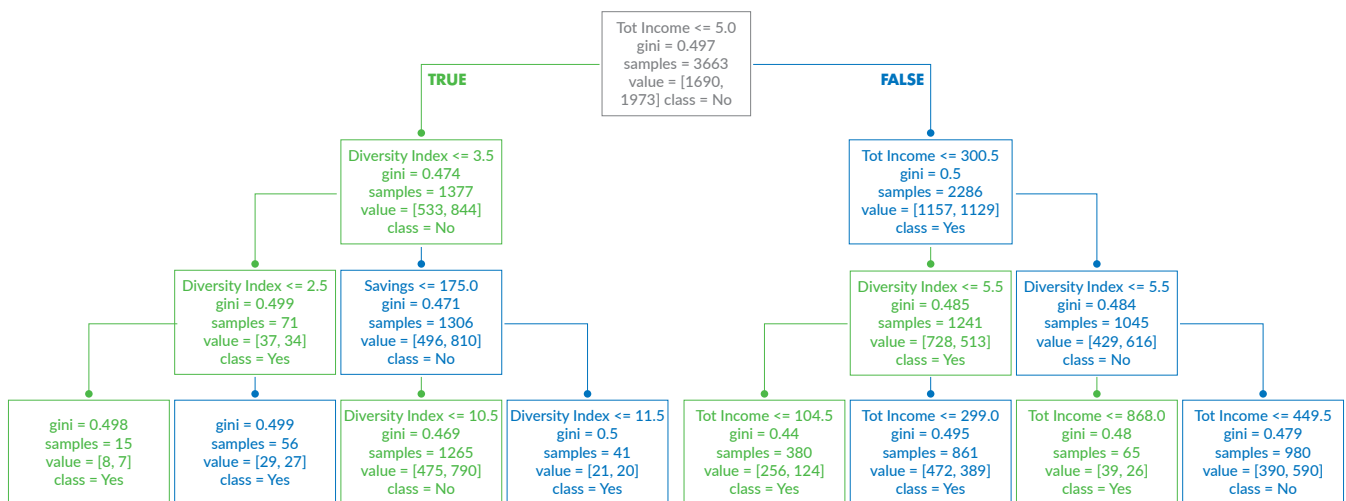 Tot Income <= 5.0
gini = 0.497
samples = 3663
value = [1690,
1973] class = No
TRUE
FALSE
Diversity Index <= 3.5
gini = 0.474
samples = 1377
value = [533, 844]
class = No
Tot Income <= 300.5
gini = 0.5
samples = 2286
value = [1157, 1129]
class = Yes
Diversity Index <= 2.5
gini = 0.499
samples = 71
value = [37, 34]
class = Yes
Savings <= 175.0
gini = 0.471
samples = 1306
value = [496, 810]
class = No
Diversity Index <= 5.5
gini = 0.485
samples = 1241
value = [728, 513]
class = Yes
Diversity Index <= 5.5
gini = 0.484
samples = 1045
value = [429, 616]
class = No
gini = 0.498
samples = 15
value = [8, 7]
class = Yes
gini = 0.499
samples = 56
value = [29, 27]
class = Yes
Diversity Index <= 10.5
gini = 0.469
samples = 1265
value = [475, 790]
class = No
Diversity Index <= 11.5
gini = 0.5
samples = 41
value = [21, 20]
class = Yes
Tot Income <= 104.5
gini = 0.44
samples = 380
value = [256, 124]
class = Yes
Tot Income <= 299.0
gini = 0.495
samples = 861
value = [472, 389]
class = Yes
Tot Income <= 868.0
gini = 0.48
samples = 65
value = [39, 26]
class = Yes
Tot Income <= 449.5
gini = 0.479
samples = 980
value = [390, 590]
class = No